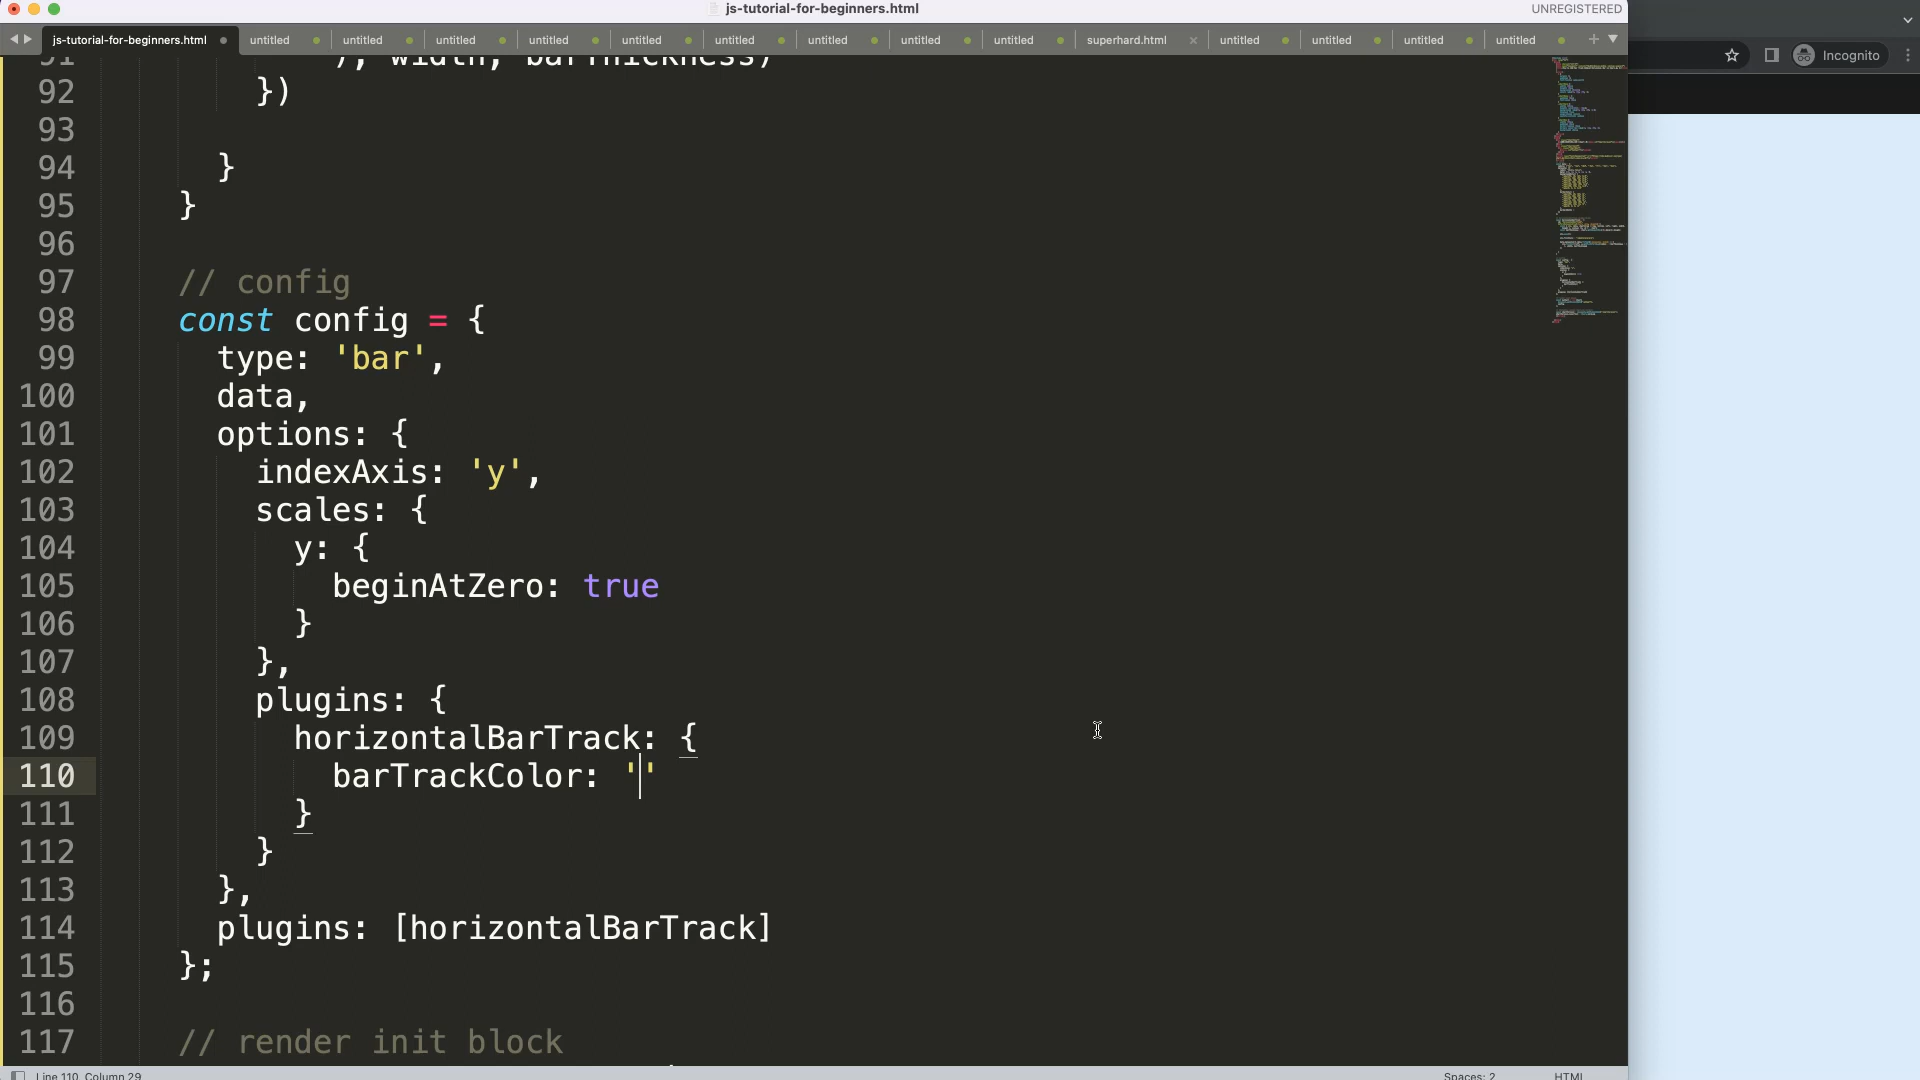 js-tutorial-for-beginners.html
UNREGISTERED
js-tutorial-for-beginners.html untitled untitled untitled untitled untitled untitled untitled untitled untitled superhard.html untitled untitled untitled untitled
Incognito
91 ), width, barThickness)
92 })
93
94 }
95 }
96
97 // config
98 const config = {
99 type: 'bar',
100 data,
101 options: {
102 indexAxis: 'y',
103 scales: {
104 y: {
105 beginAtZero: true
106 }
107 },
108 plugins: {
109 horizontalBarTrack: {
110 barTrackColor: ''
111 }
112 }
113 },
114 plugins: [horizontalBarTrack]
115 };
116
117 // render init block
Line 110, Column 29
Spaces: 2
HTML